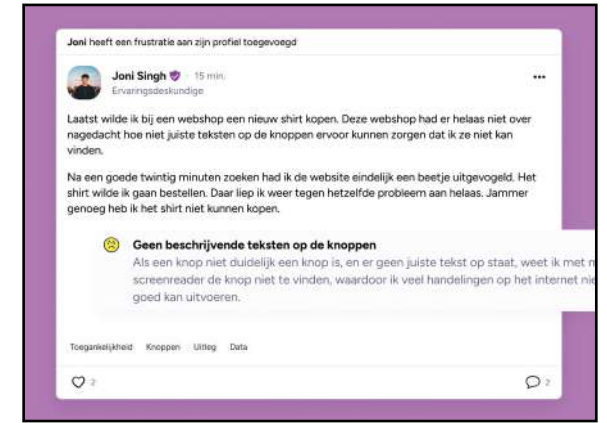 Joni heeft een frustratie aan zijn profiel toegevoegd
Joni Singh · 15 min.
Ervaringsdeskundige
Laatst wilde ik bij een webshop een nieuw shirt kopen. Deze webshop had er helaas niet over
nagedacht hoe niet juiste teksten op de knoppen ervoor kunnen zorgen dat ik ze niet kan
vinden.
Na een goede twintig minuten zoeken had ik de website eindelijk een beetje uitgevogeld. Het
shirt wilde ik gaan bestellen. Daar liep ik weer tegen hetzelfde probleem aan helaas. Jammer
genoeg heb ik het shirt niet kunnen kopen.
Geen beschrijvende teksten op de knoppen
Als een knop niet duidelijk een knop is, en er geen juiste tekst op staat, weet ik met
screenreader de knop niet te vinden, waardoor ik veel handelingen op het internet
goed kan uitvoeren.
Toegankelijkheid Knoppen Uitleg Data
2 2